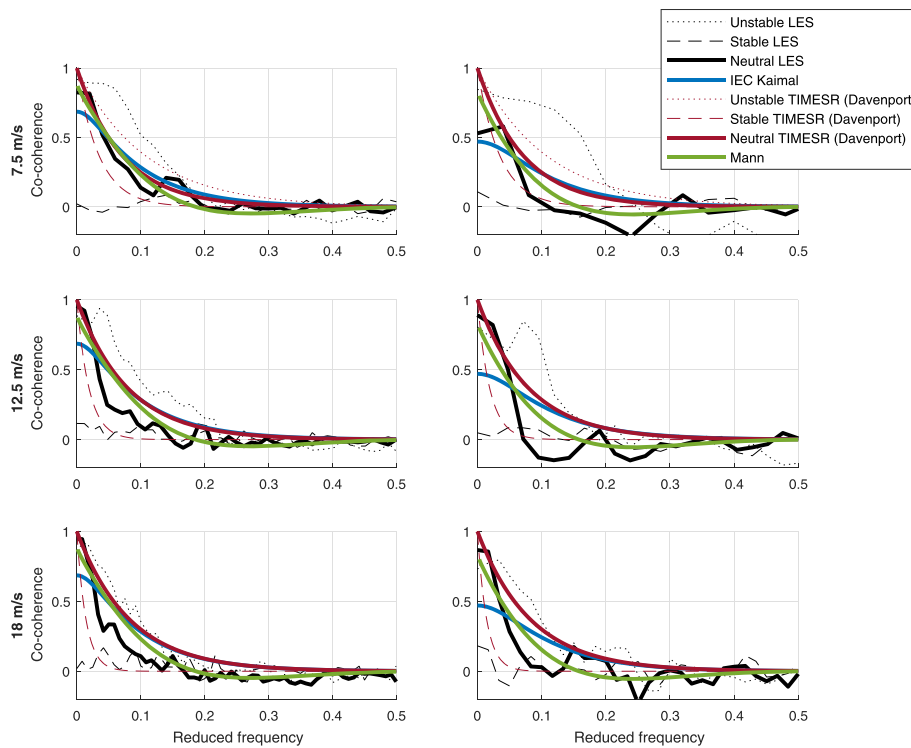 Unstable LES
Stable LES
Neutral LES
IEC Kaimal
Unstable TIMESR (Davenport)
Stable TIMESR (Davenport)
Neutral TIMESR (Davenport)
Mann
7.5 m/s
Co-coherence
1
0.5
0
0 0.1 0.2 0.3 0.4 0.5
1
0.5
0
0 0.1 0.2 0.3 0.4 0.5
12.5 m/s
Co-coherence
1
0.5
0
0 0.1 0.2 0.3 0.4 0.5
1
0.5
0
0 0.1 0.2 0.3 0.4 0.5
18 m/s
Co-coherence
1
0.5
0
0 0.1 0.2 0.3 0.4 0.5
Reduced frequency
1
0.5
0
0 0.1 0.2 0.3 0.4 0.5
Reduced frequency